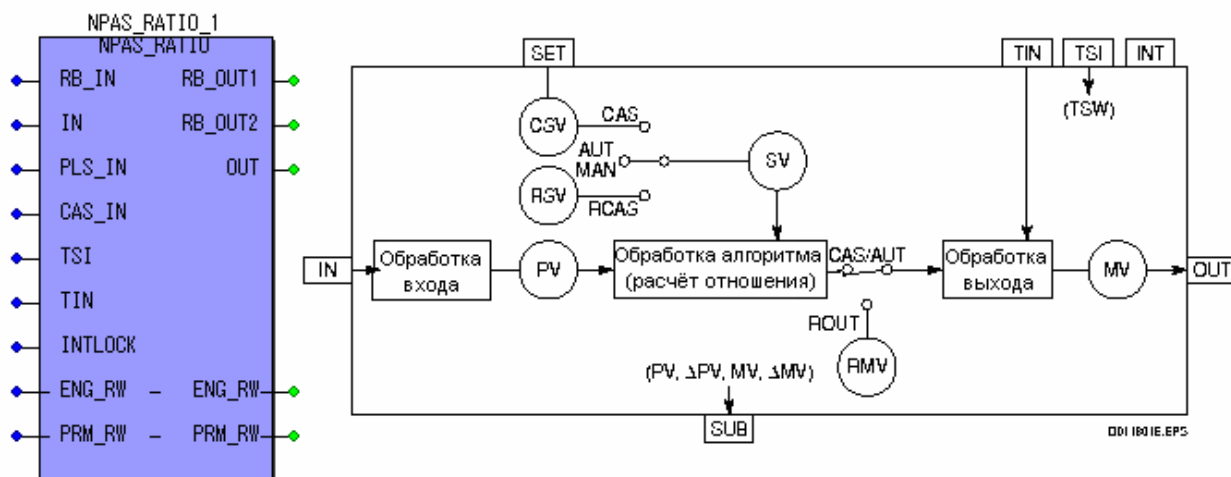 NPAS_RATIO_1
NPAS_RATIO
RB_IN RB_OUT1
IN RB_OUT2
PLS_IN OUT
CAS_IN
TSI
TIN
INTLOCK
ENG_RW - ENG_RW
PRM_RW - PRM_RW
SET
TIN
TSI
INT
(TSW)
CSV
CAS
AUT
MAN
SV
RSV
RCAS
IN
Обработка
входа
PV
Обработка алгоритма
(расчёт отношения)
CAS/AUT
Обработка
выхода
MV
OUT
ROUT
RMV
(PV, ΔPV, MV, ΔMV)
SUB